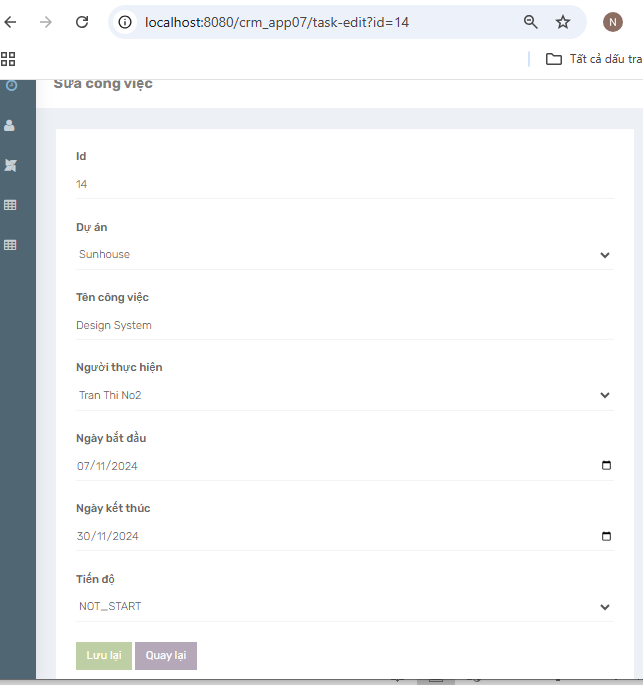 localhost:8080/crm_app07/task-edit?id=14
N
Tất cả dấu tra
Sửa công việc
Id
14
Dự án
Sunhouse
Tên công việc
Design System
Người thực hiện
Tran Thi No2
Ngày bắt đầu
07/11/2024
Ngày kết thúc
30/11/2024
Tiến độ
NOT_START
Lưu lại
Quay lại